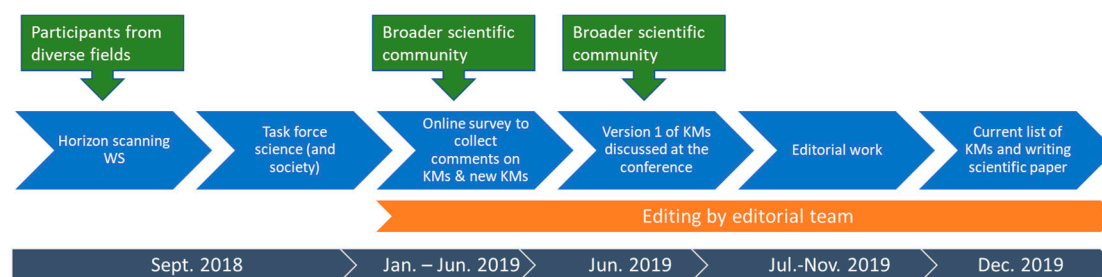 Participants from
diverse fields
Broader scientific
community
Broader scientific
community
Horizon scanning
WS
Task force
science (and
society)
Online survey to
collect
comments on
KMs & new KMs
Version 1 of KMs
discussed at the
conference
Editorial work
Current list of
KMs and writing
scientific paper
Editing by editorial team
Sept. 2018
Jan. – Jun. 2019
Jun. 2019
Jul.-Nov. 2019
Dec. 2019